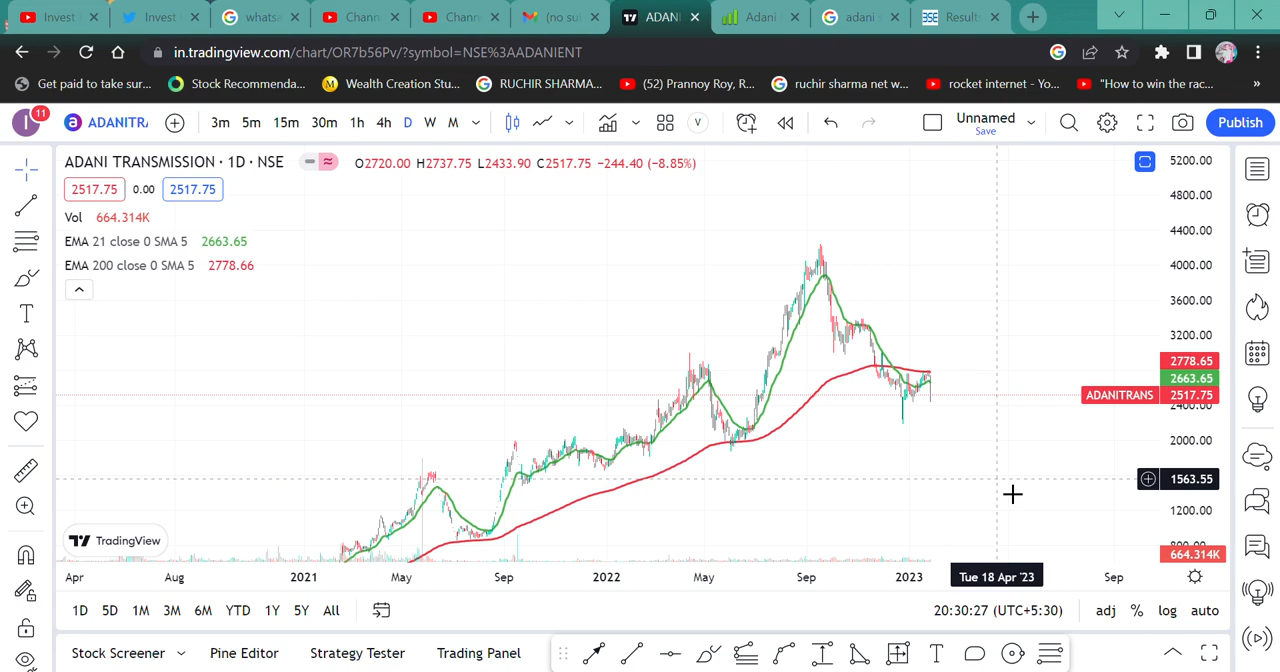 Invest
Invest
whats
Chann
Chann
(no su
ADANI
Adani
adani s
BSE
Results
in.tradingview.com/chart/OR7b56Pv/?symbol=NSE%3AADANIENT
Get paid to take sur...
Stock Recommenda...
Wealth Creation Stu...
RUCHIR SHARMA...
(52) Prannoy Roy, R...
ruchir sharma net w...
rocket internet - Yo...
"How to win the rac...
»
I 11
a ADANITRA
3m 5m 15m 30m 1h 4h D W M
V
Unnamed
Save
Publish
ADANI TRANSMISSION · 1D · NSE
O2720.00 H2737.75 L2433.90 C2517.75 −244.40 (−8.85%)
2517.75 0.00 2517.75
Vol 664.314K
EMA 21 close 0 SMA 5 2663.65
EMA 200 close 0 SMA 5 2778.66
5200.00
4800.00
4400.00
4000.00
3600.00
3200.00
2778.65
2663.65
ADANITRANS 2517.75
2400.00
2000.00
1563.55
1200.00
800.00
664.314K
TradingView
Apr Aug 2021 May Sep 2022 May Sep 2023 Tue 18 Apr '23 Sep
1D 5D 1M 3M 6M YTD 1Y 5Y All
20:30:27 (UTC+5:30) adj % log auto
Stock Screener Pine Editor Strategy Tester Trading Panel